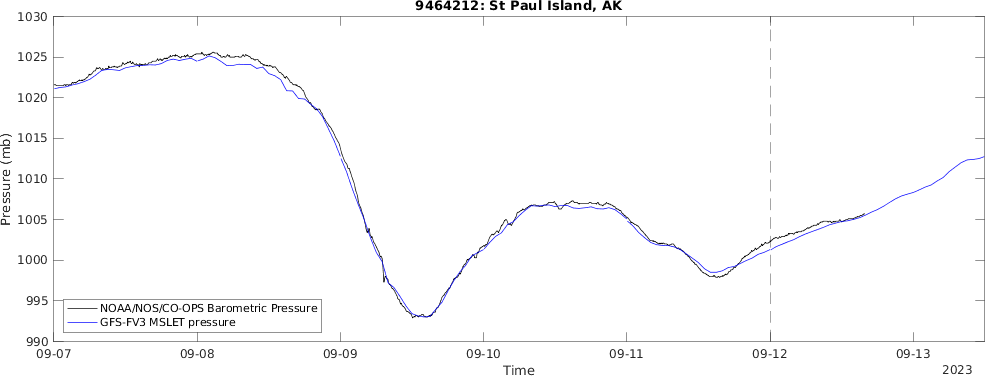 9464212: St Paul Island, AK
1030
1025
1020
1015
1010
1005
1000
995
990
Pressure (mb)
NOAA/NOS/CO-OPS Barometric Pressure
GFS-FV3 MSLET pressure
09-07 09-08 09-09 09-10 09-11 09-12 09-13
Time
2023